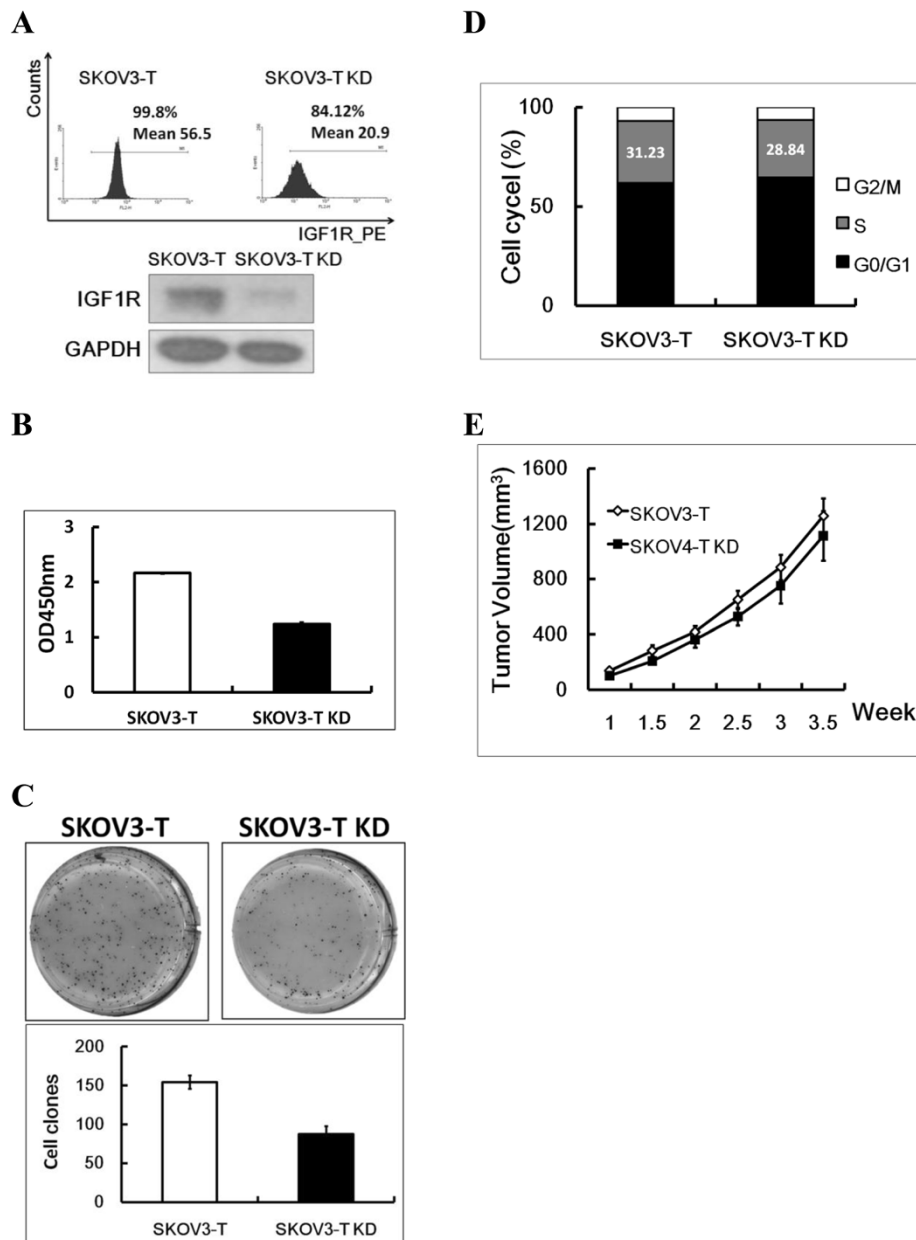 A
Counts
SKOV3-T
SKOV3-T KD
99.8%
Mean 56.5
84.12%
Mean 20.9
IGF1R_PE
SKOV3-T SKOV3-T KD
IGF1R
GAPDH
B
OD450nm
3
2
1
0
SKOV3-T
SKOV3-T KD
C
SKOV3-T
SKOV3-T KD
Cell clones
200
150
100
50
0
SKOV3-T
SKOV3-T KD
D
Cell cycel (%)
100
50
0
31.23
28.84
G2/M
S
G0/G1
SKOV3-T
SKOV3-T KD
E
Tumor Volume(mm³)
1600
1200
800
400
0
SKOV3-T
SKOV4-T KD
1 1.5 2 2.5 3 3.5
Week